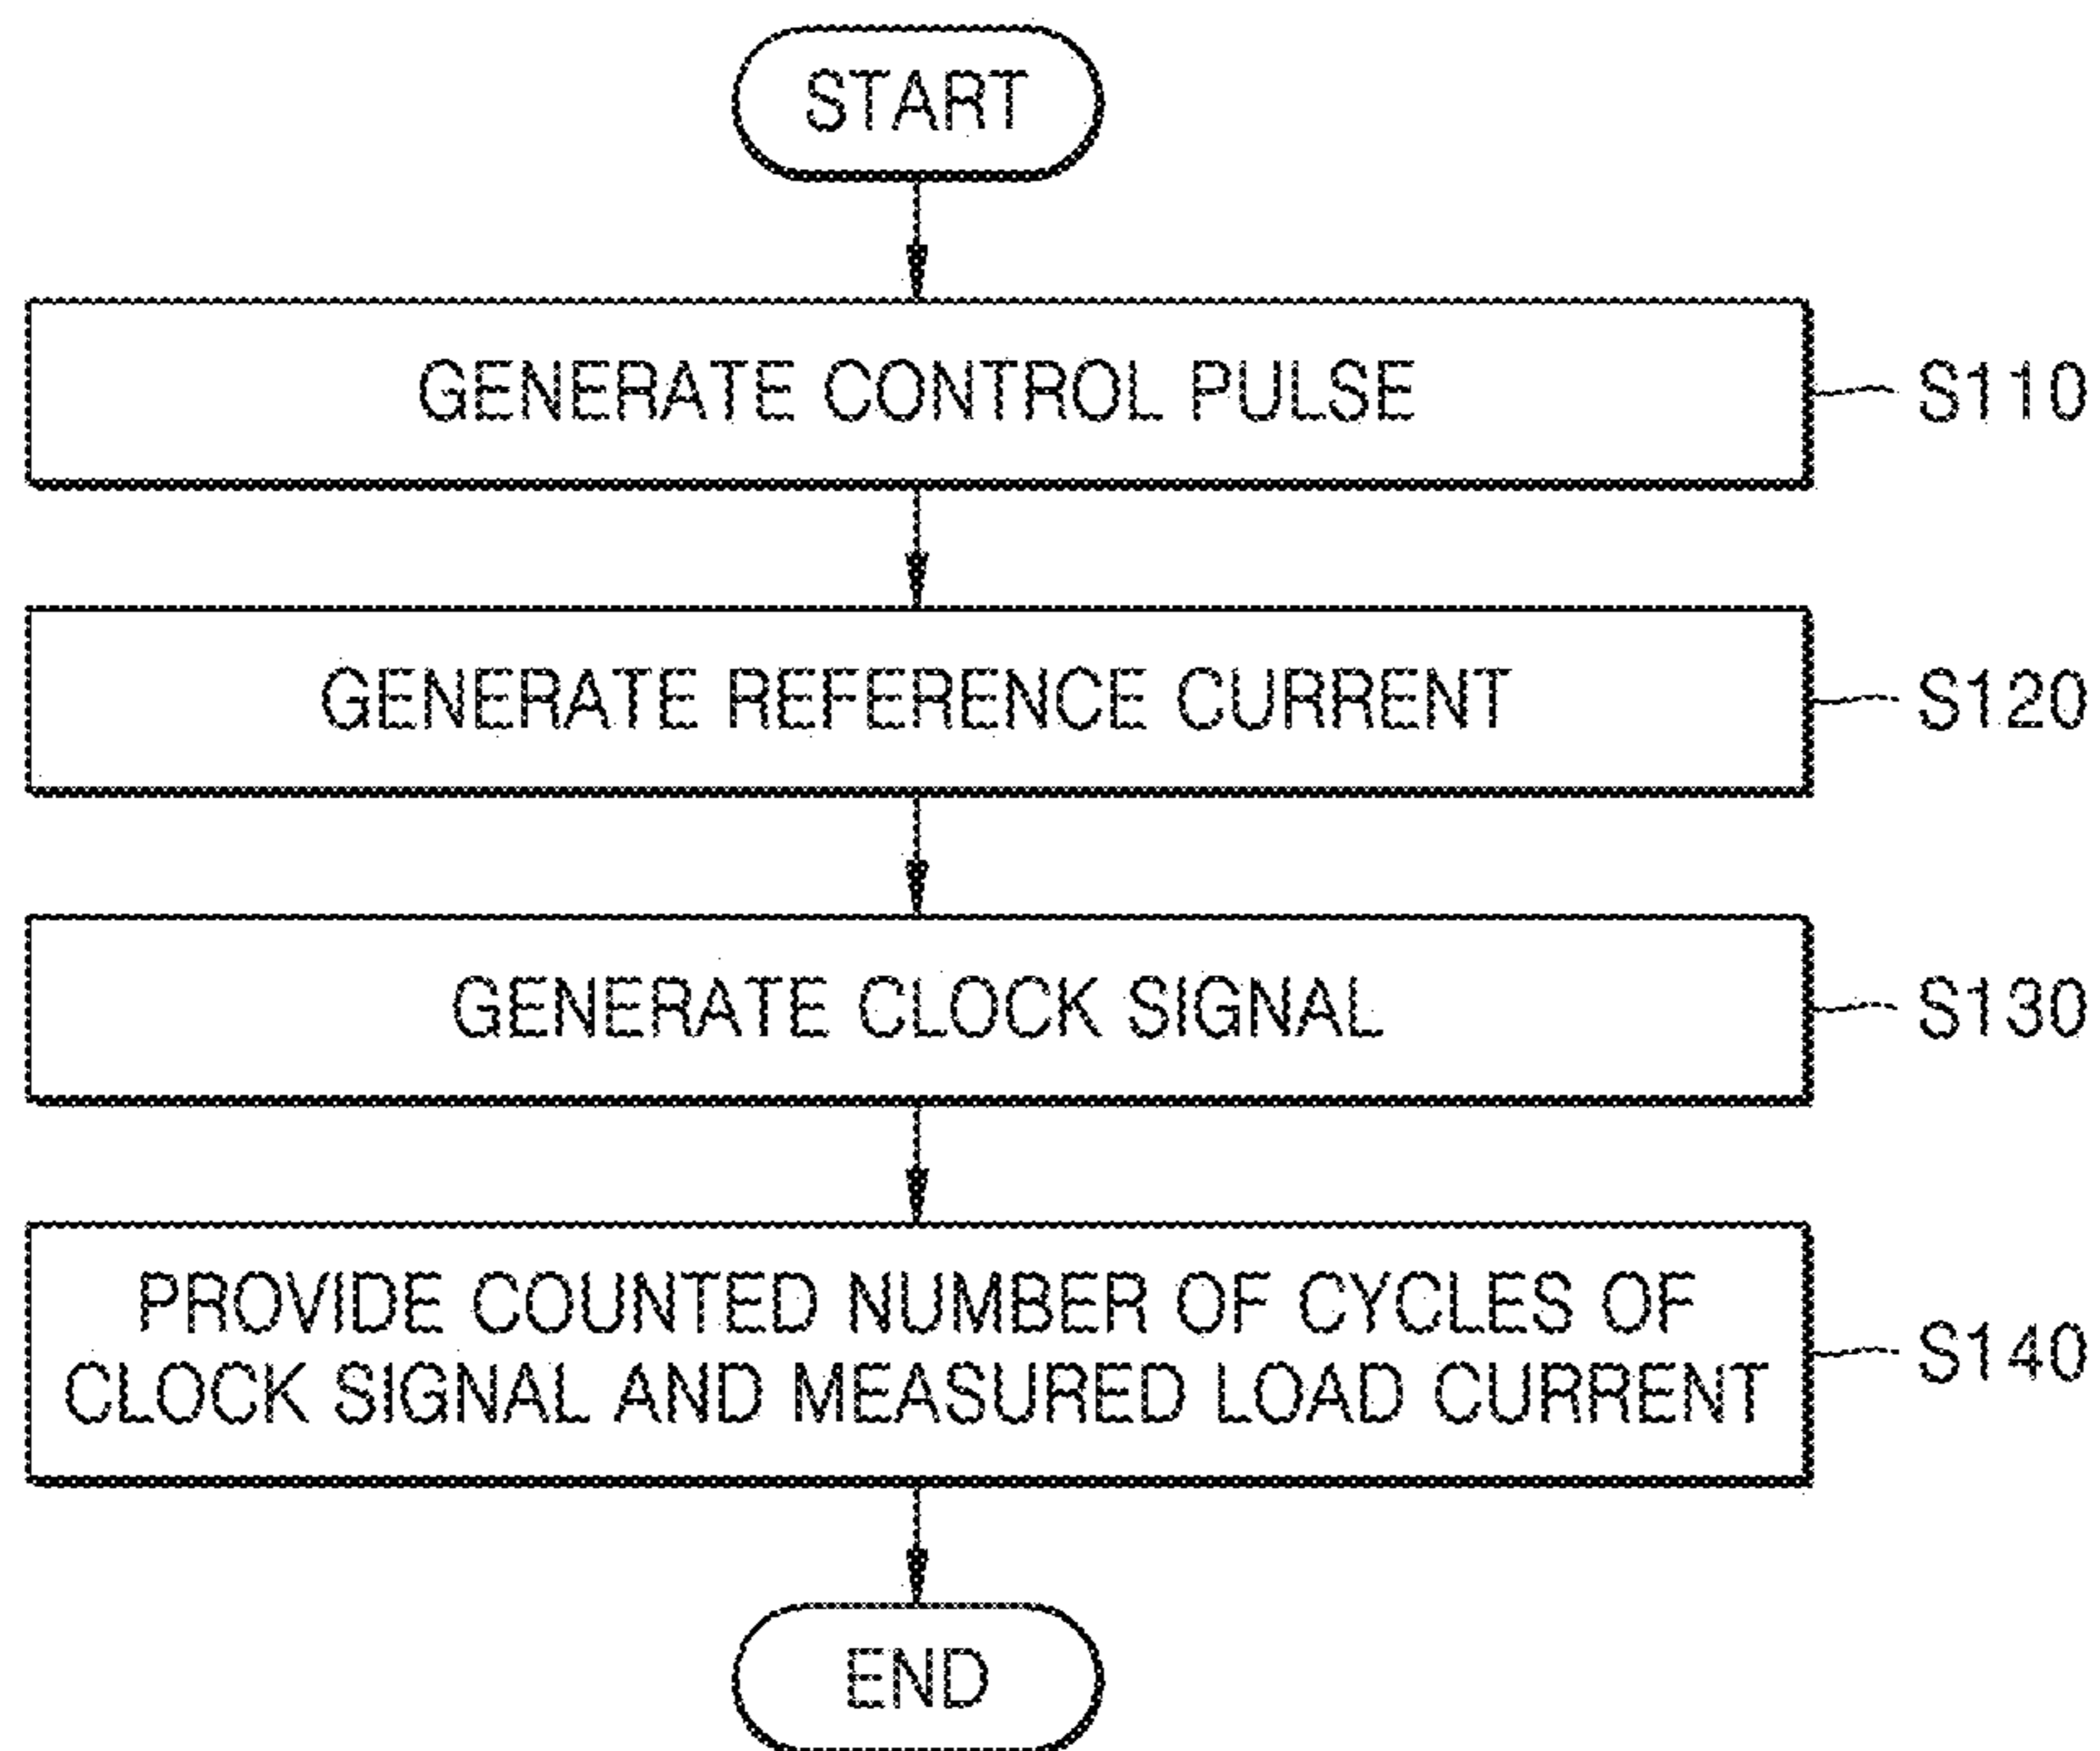 START
GENERATE CONTROL PULSE
S110
GENERATE REFERENCE CURRENT
S120
GENERATE CLOCK SIGNAL
S130
PROVIDE COUNTED NUMBER OF CYCLES OF
CLOCK SIGNAL AND MEASURED LOAD CURRENT
S140
END